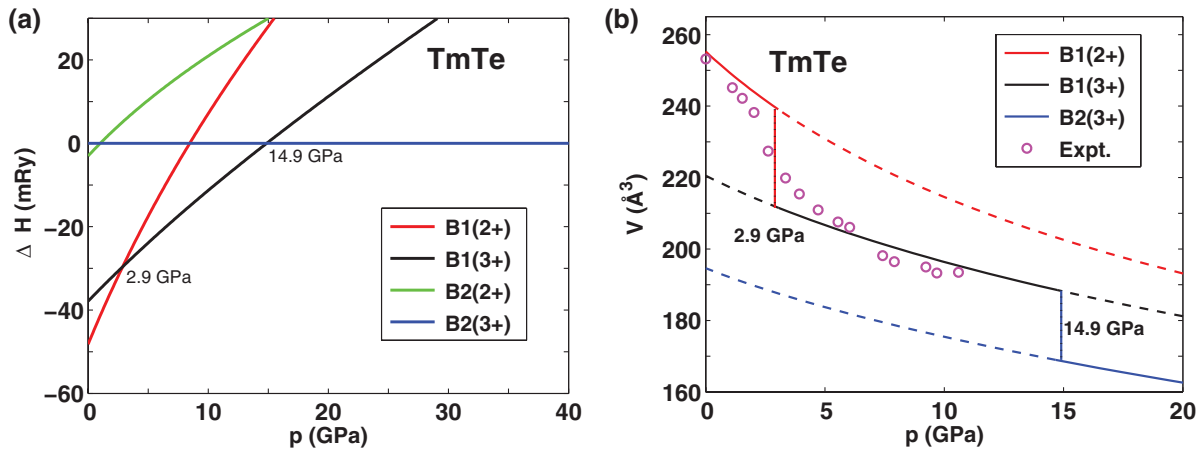 (a)
TmTe
20
0
−20
−40
−60
Δ H (mRy)
14.9 GPa
2.9 GPa
B1(2+)
B1(3+)
B2(2+)
B2(3+)
0
10
20
30
40
p (GPa)
(b)
TmTe
260
240
220
200
180
160
V (Å³)
B1(2+)
B1(3+)
B2(3+)
Expt.
2.9 GPa
14.9 GPa
0
5
10
15
20
p (GPa)